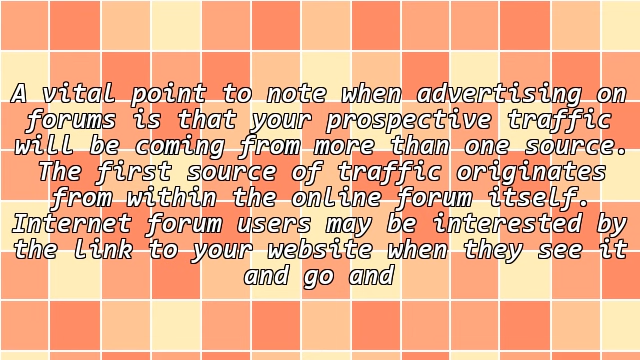 A vital point to note when advertising on
forums is that your prospective traffic
will be coming from more than one source.
The first source of traffic originates
from within the online forum itself.
Internet forum users may be interested by
the link to your website when they see it
and go and